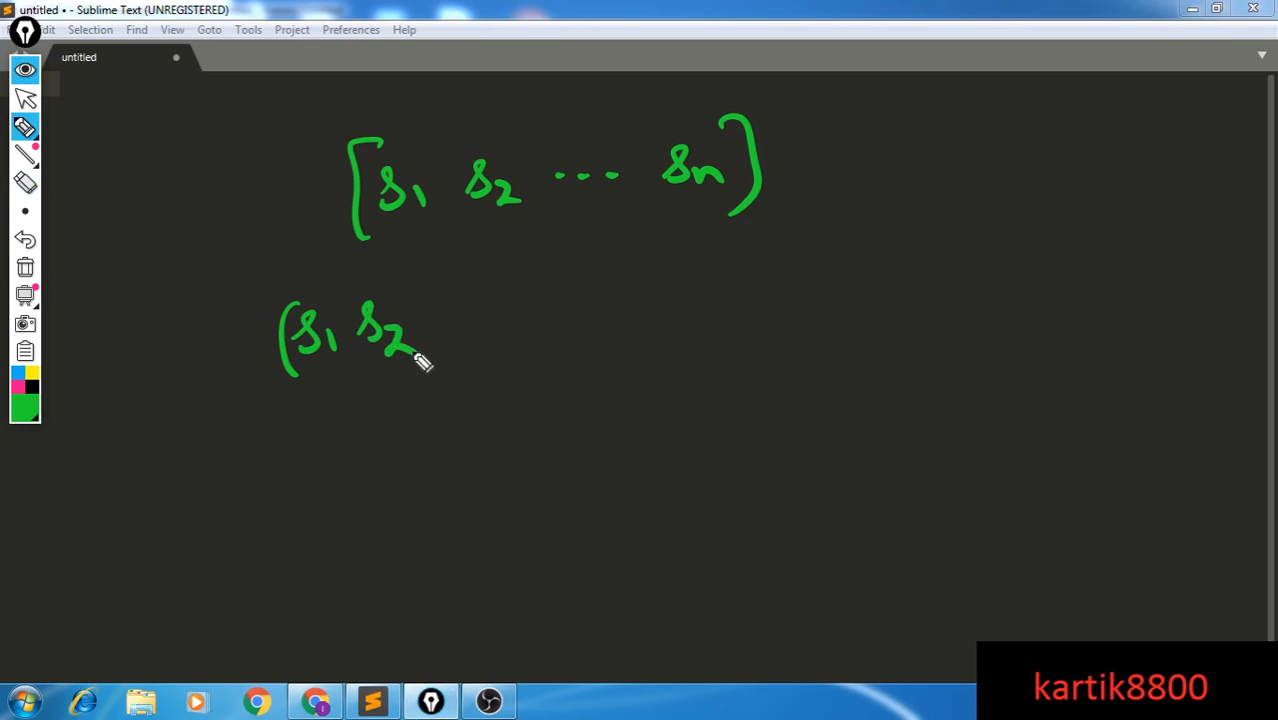 untitled • - Sublime Text (UNREGISTERED)
Edit Selection Find View Goto Tools Project Preferences Help
untitled
[s1 s2 ... sn)
(s1 s2
kartik8800